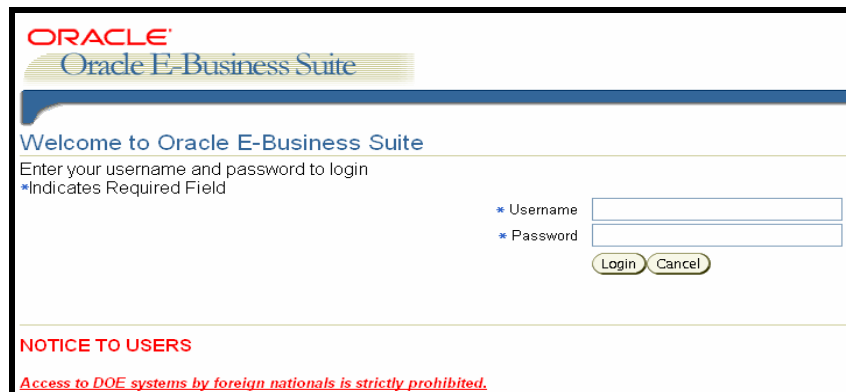 ORACLE
Oracle E-Business Suite
Welcome to Oracle E-Business Suite
Enter your username and password to login
*Indicates Required Field
* Username
* Password
Login Cancel
NOTICE TO USERS
Access to DOE systems by foreign nationals is strictly prohibited.